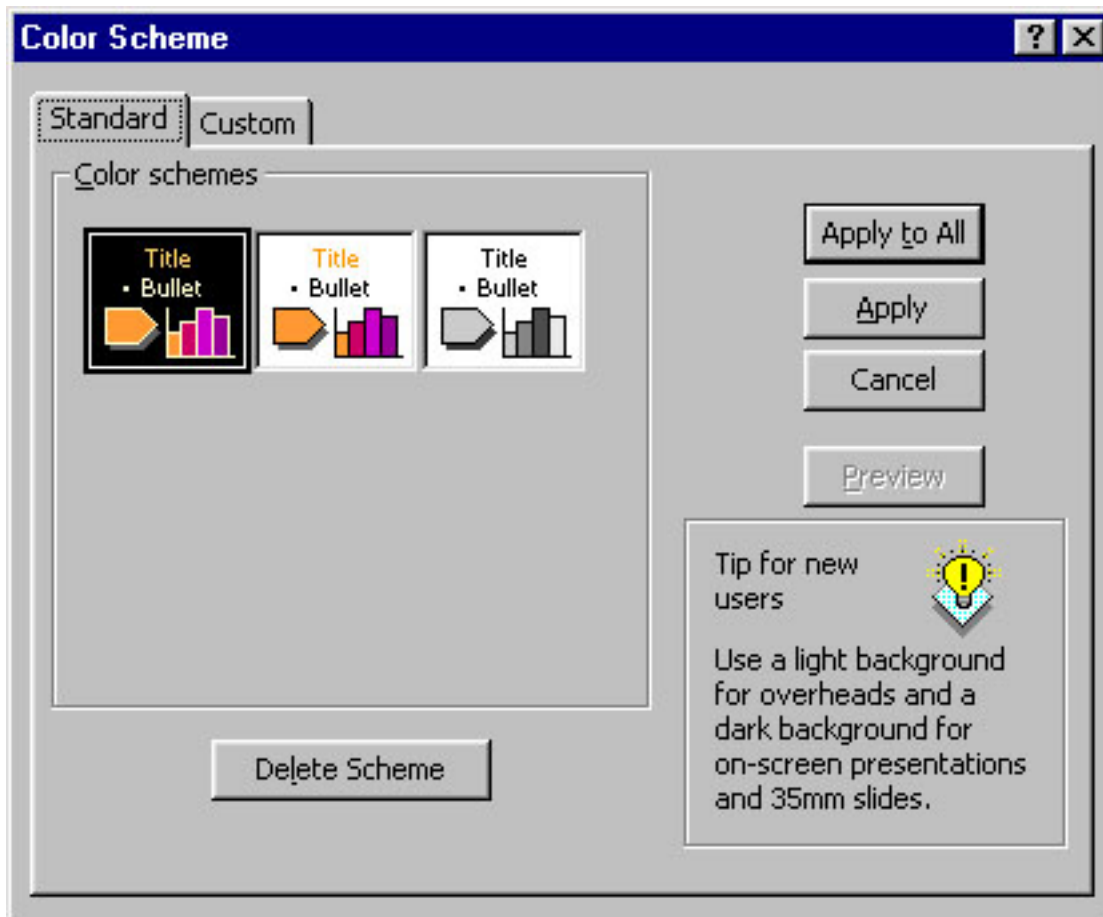 Color Scheme
Standard
Custom
Color schemes
Title
• Bullet
Title
• Bullet
Title
• Bullet
Apply to All
Apply
Cancel
Preview
Tip for new
users
Use a light background
for overheads and a
dark background for
on-screen presentations
and 35mm slides.
Delete Scheme